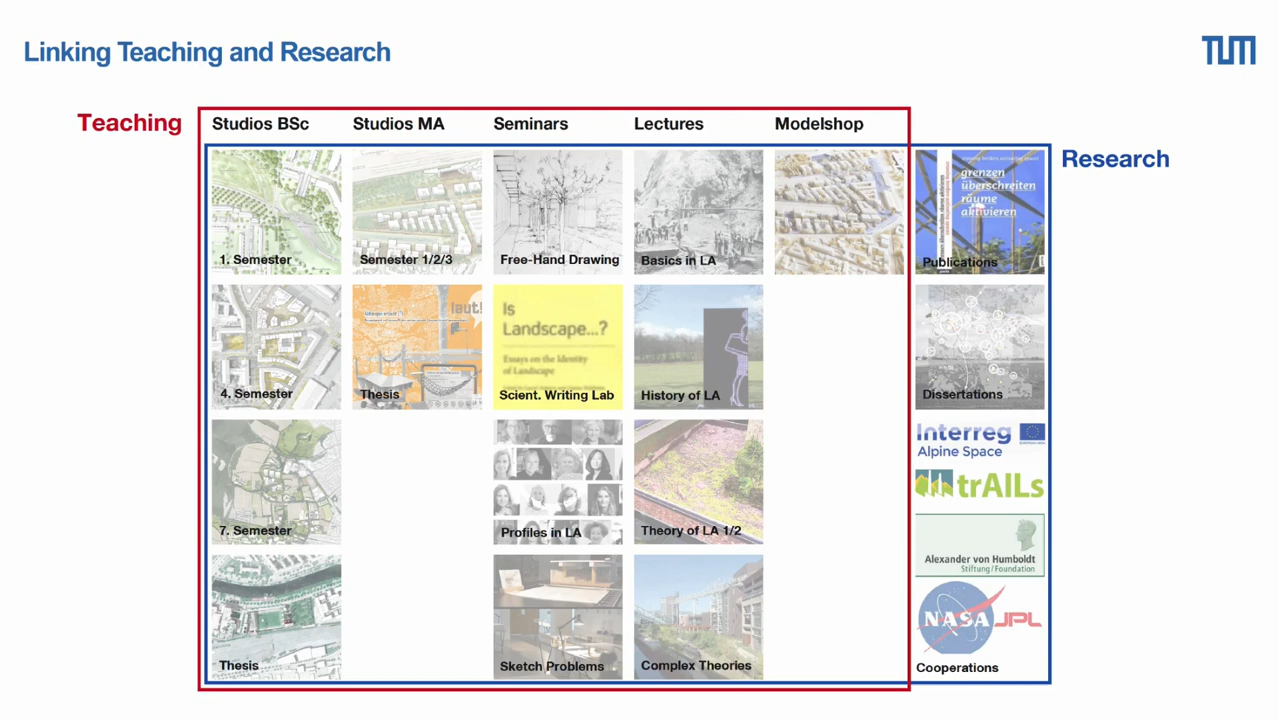 Linking Teaching and Research
TUM
Teaching
Studios BSc
Studios MA
Seminars
Lectures
Modelshop
Research
1. Semester
Semester 1/2/3
Free-Hand Drawing
Basics in LA
grenzen
überschreiten
räume
aktivieren
Publications
4. Semester
laut!
Thesis
Is
Landscape...?
Essays on the Identity
of Landscape
Scient. Writing Lab
History of LA
Dissertations
7. Semester
Profiles in LA
Theory of LA 1/2
Interreg
Alpine Space
trAILs
Alexander von Humboldt
Stiftung/Foundation
Thesis
Sketch Problems
Complex Theories
NASA
JPL
Cooperations